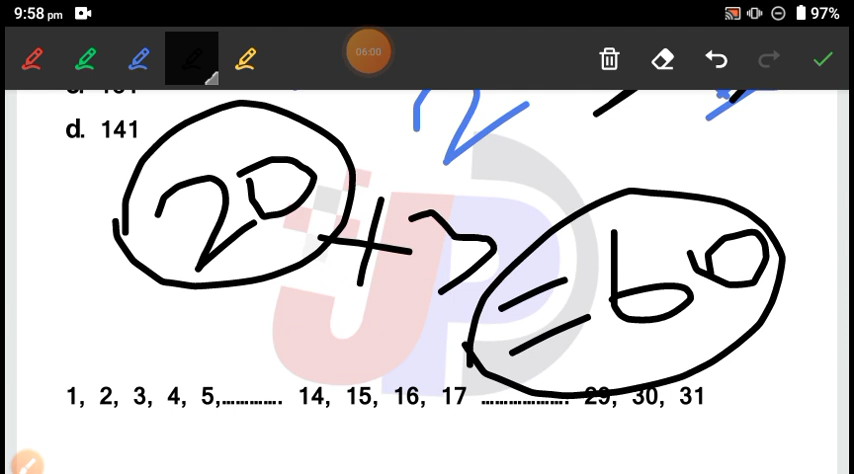 9:58 pm 97%
06:00
d. 141
20 + 3 = 60
1, 2, 3, 4, 5,............. 14, 15, 16, 17 ................... 29, 30, 31
JP